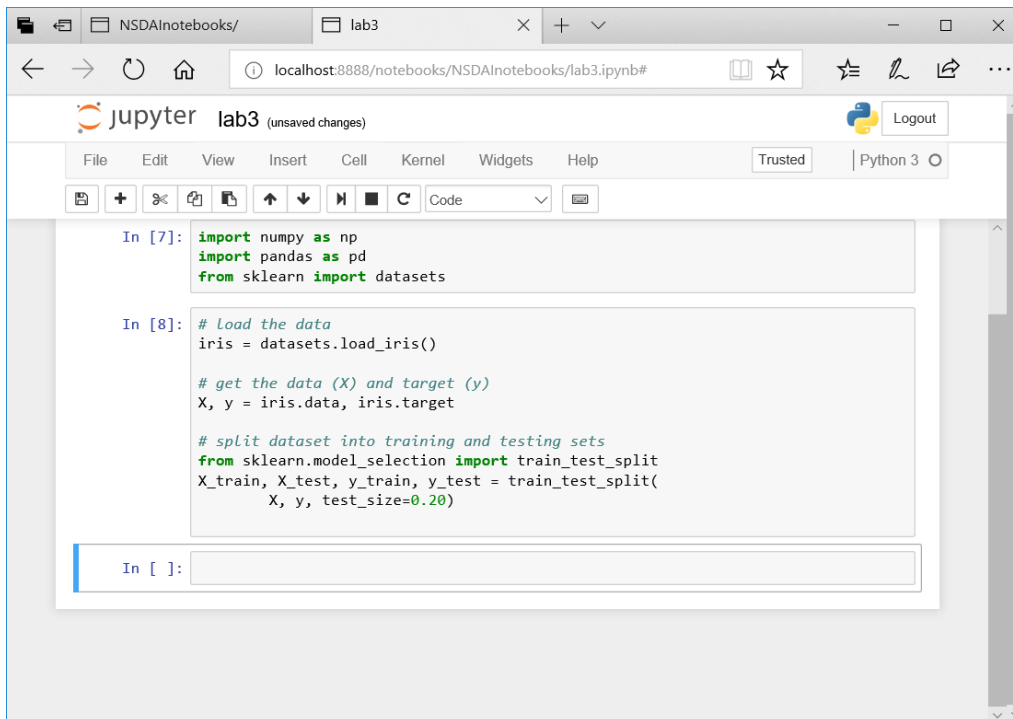 NSDAInotebooks/ lab3
localhost:8888/notebooks/NSDAInotebooks/lab3.ipynb#
jupyter lab3 (unsaved changes) Logout
File Edit View Insert Cell Kernel Widgets Help Trusted Python 3
Code
In [7]: import numpy as np
import pandas as pd
from sklearn import datasets
In [8]: # load the data
iris = datasets.load_iris()
# get the data (X) and target (y)
X, y = iris.data, iris.target
# split dataset into training and testing sets
from sklearn.model_selection import train_test_split
X_train, X_test, y_train, y_test = train_test_split(
X, y, test_size=0.20)
In [ ]: